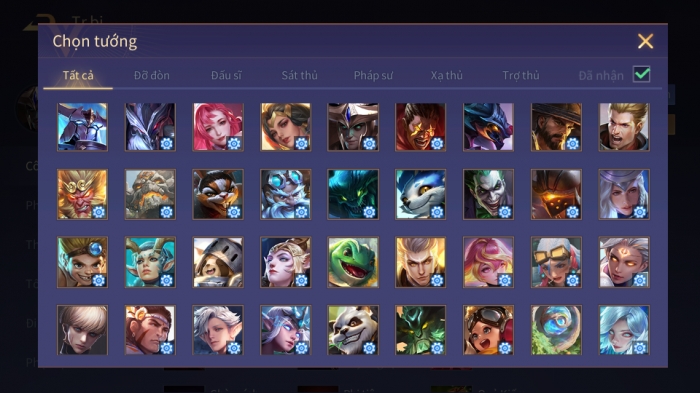 Chọn tướng
Tất cả Đỡ đòn Đấu sĩ Sát thủ Pháp sư Xạ thủ Trợ thủ Đã nhận